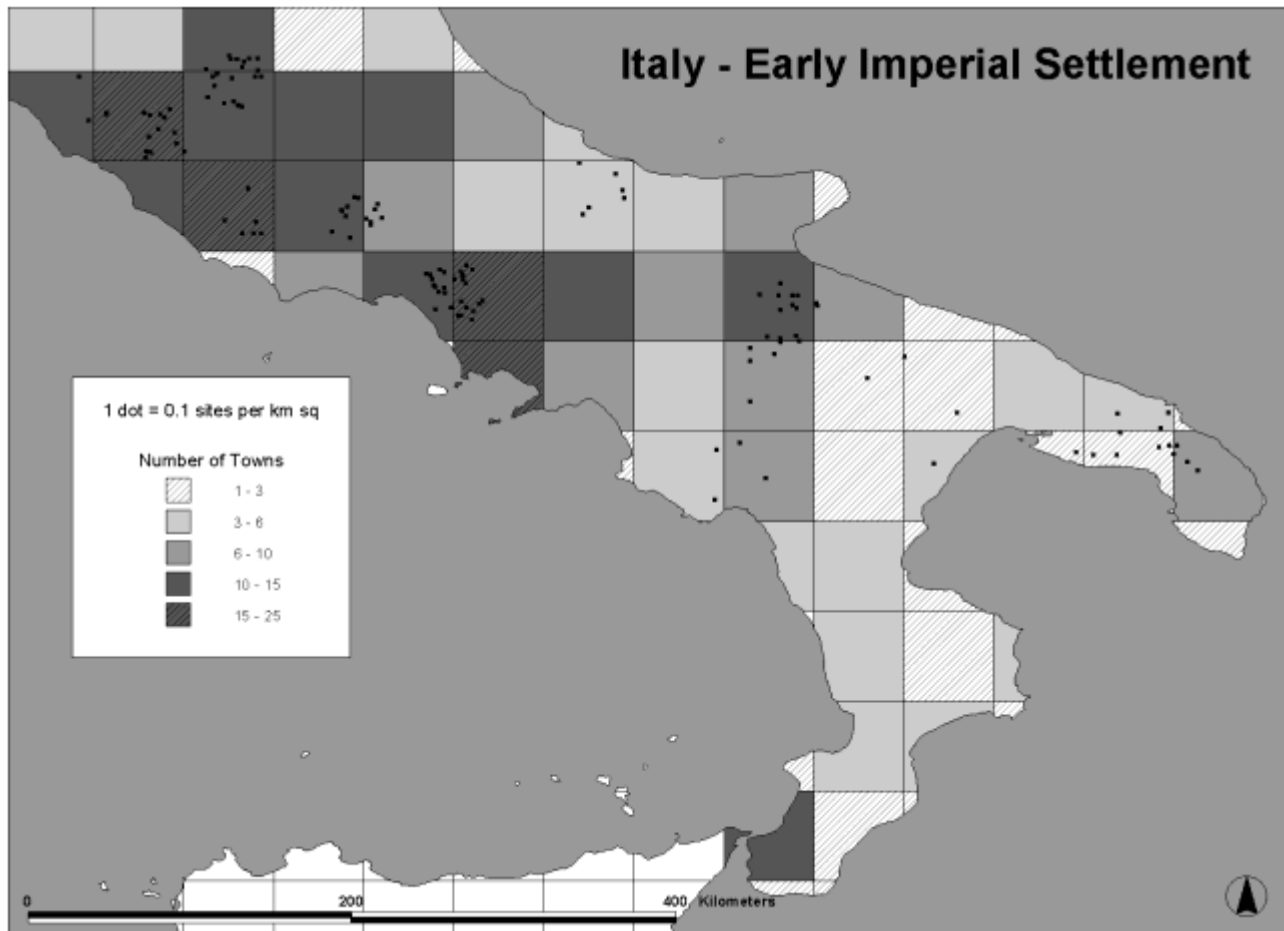 Italy - Early Imperial Settlement
1 dot = 0.1 sites per km sq
Number of Towns
1 - 3
3 - 6
6 - 10
10 - 15
15 - 25
0 200 400 Kilometers